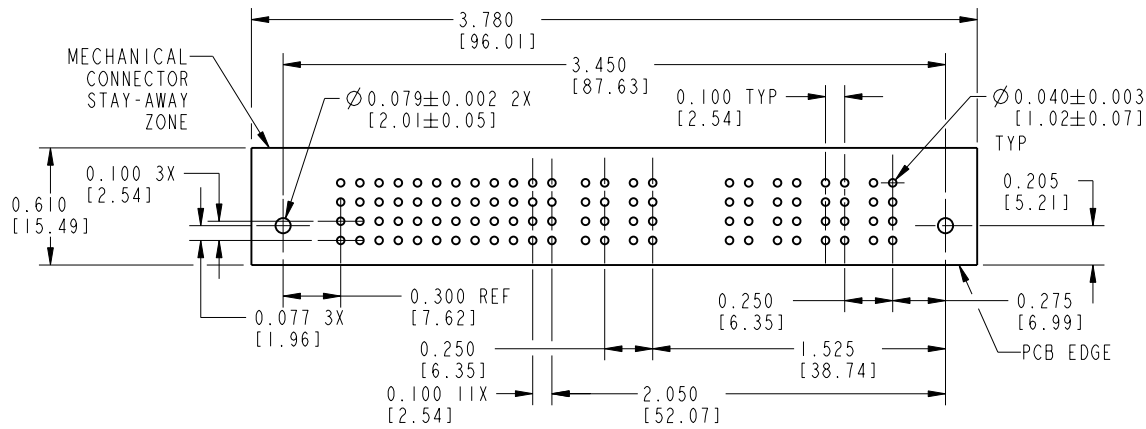 3.780
[96.01]
MECHANICAL
CONNECTOR
STAY-AWAY
ZONE
3.450
[87.63]
Ø0.079±0.002 2X
[2.01±0.05]
0.100 TYP
[2.54]
Ø0.040±0.003
[1.02±0.07]
TYP
0.100 3X
[2.54]
0.610
[15.49]
0.205
[5.21]
0.300 REF
[7.62]
0.077 3X
[1.96]
0.250
[6.35]
0.275
[6.99]
0.250
[6.35]
1.525
[38.74]
PCB EDGE
0.100 11X
[2.54]
2.050
[52.07]